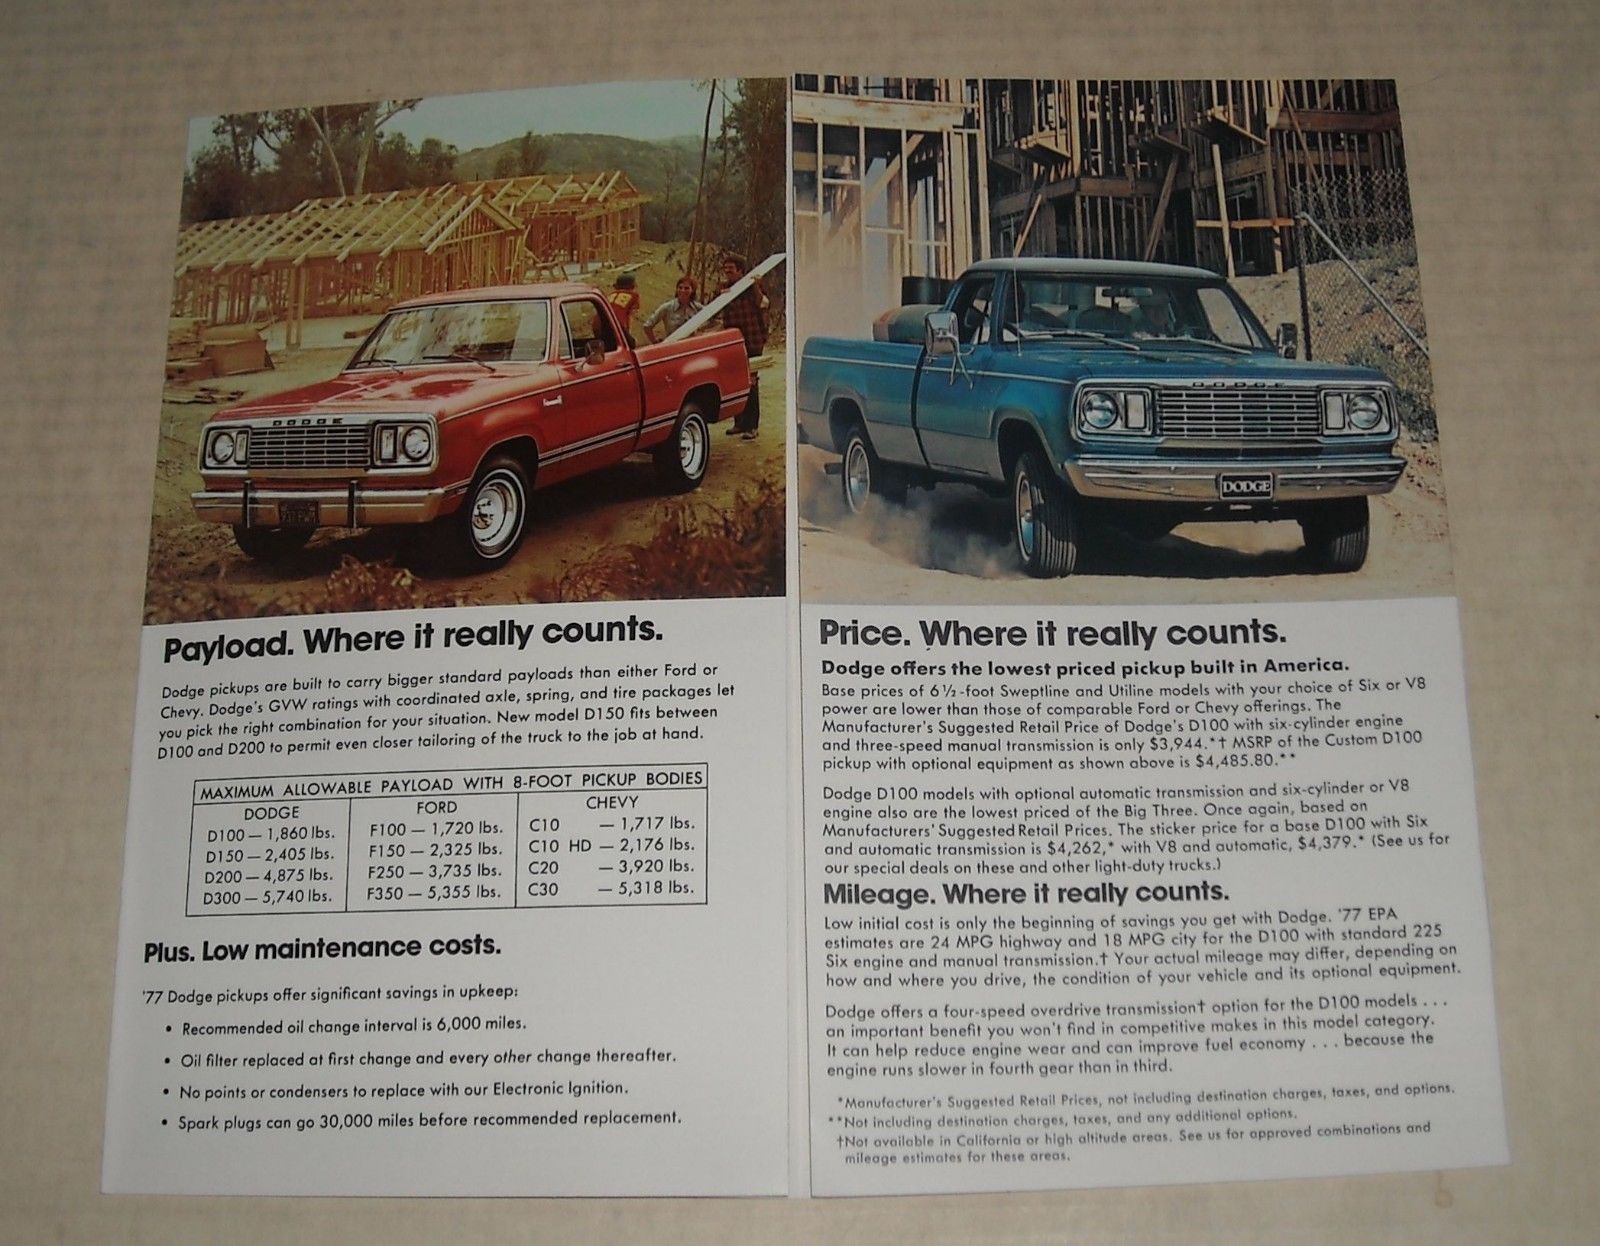 DODGE
DODGE
DODGE
Payload. Where it really counts.
Dodge pickups are built to carry bigger standard payloads than either Ford or
Chevy. Dodge's GVW ratings with coordinated axle, spring, and tire packages let
you pick the right combination for your situation. New model D150 fits between
D100 and D200 to permit even closer tailoring of the truck to the job at hand.
MAXIMUM ALLOWABLE PAYLOAD WITH 8-FOOT PICKUP BODIES
DODGE FORD CHEVY
D100 — 1,860 lbs. F100 — 1,720 lbs. C10 — 1,717 lbs.
D150 — 2,405 lbs. F150 — 2,325 lbs. C10 HD — 2,176 lbs.
D200 — 4,875 lbs. F250 — 3,735 lbs. C20 — 3,920 lbs.
D300 — 5,740 lbs. F350 — 5,355 lbs. C30 — 5,318 lbs.
Plus. Low maintenance costs.
'77 Dodge pickups offer significant savings in upkeep:
• Recommended oil change interval is 6,000 miles.
• Oil filter replaced at first change and every other change thereafter.
• No points or condensers to replace with our Electronic Ignition.
• Spark plugs can go 30,000 miles before recommended replacement.
Price. Where it really counts.
Dodge offers the lowest priced pickup built in America.
Base prices of 6½-foot Sweptline and Utiline models with your choice of Six or V8
power are lower than those of comparable Ford or Chevy offerings. The
Manufacturer's Suggested Retail Price of Dodge's D100 with six-cylinder engine
and three-speed manual transmission is only $3,944.*† MSRP of the Custom D100
pickup with optional equipment as shown above is $4,485.80.**
Dodge D100 models with optional automatic transmission and six-cylinder or V8
engine also are the lowest priced of the Big Three. Once again, based on
Manufacturers' Suggested Retail Prices. The sticker price for a base D100 with Six
and automatic transmission is $4,262,* with V8 and automatic, $4,379.* (See us for
our special deals on these and other light-duty trucks.)
Mileage. Where it really counts.
Low initial cost is only the beginning of savings you get with Dodge. '77 EPA
estimates are 24 MPG highway and 18 MPG city for the D100 with standard 225
Six engine and manual transmission.† Your actual mileage may differ, depending on
how and where you drive, the condition of your vehicle and its optional equipment.
Dodge offers a four-speed overdrive transmission† option for the D100 models . . .
an important benefit you won't find in competitive makes in this model category.
It can help reduce engine wear and can improve fuel economy . . . because the
engine runs slower in fourth gear than in third.
*Manufacturer's Suggested Retail Prices, not including destination charges, taxes, and options.
**Not including destination charges, taxes, and any additional options.
†Not available in California or high altitude areas. See us for approved combinations and
mileage estimates for these areas.